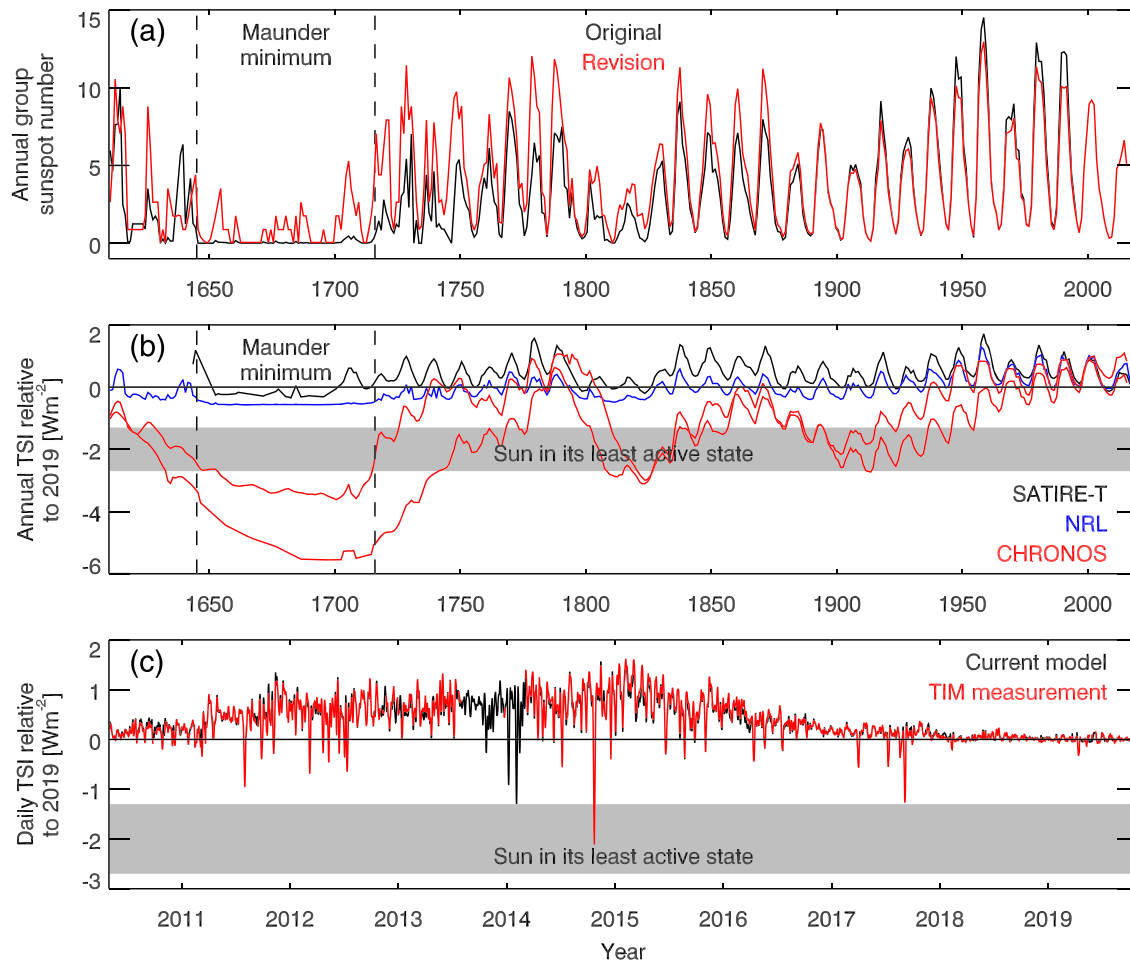 (a)
Maunder
minimum
Original
Revision
Annual group
sunspot number
15
10
5
0
1650 1700 1750 1800 1850 1900 1950 2000
(b)
Maunder
minimum
Annual TSI relative
to 2019 [Wm-2]
2
0
-2
-4
-6
Sun in its least active state
SATIRE-T
NRL
CHRONOS
1650 1700 1750 1800 1850 1900 1950 2000
(c)
Current model
TIM measurement
Daily TSI relative
to 2019 [Wm-2]
2
1
0
-1
-2
-3
Sun in its least active state
2011 2012 2013 2014 2015 2016 2017 2018 2019
Year